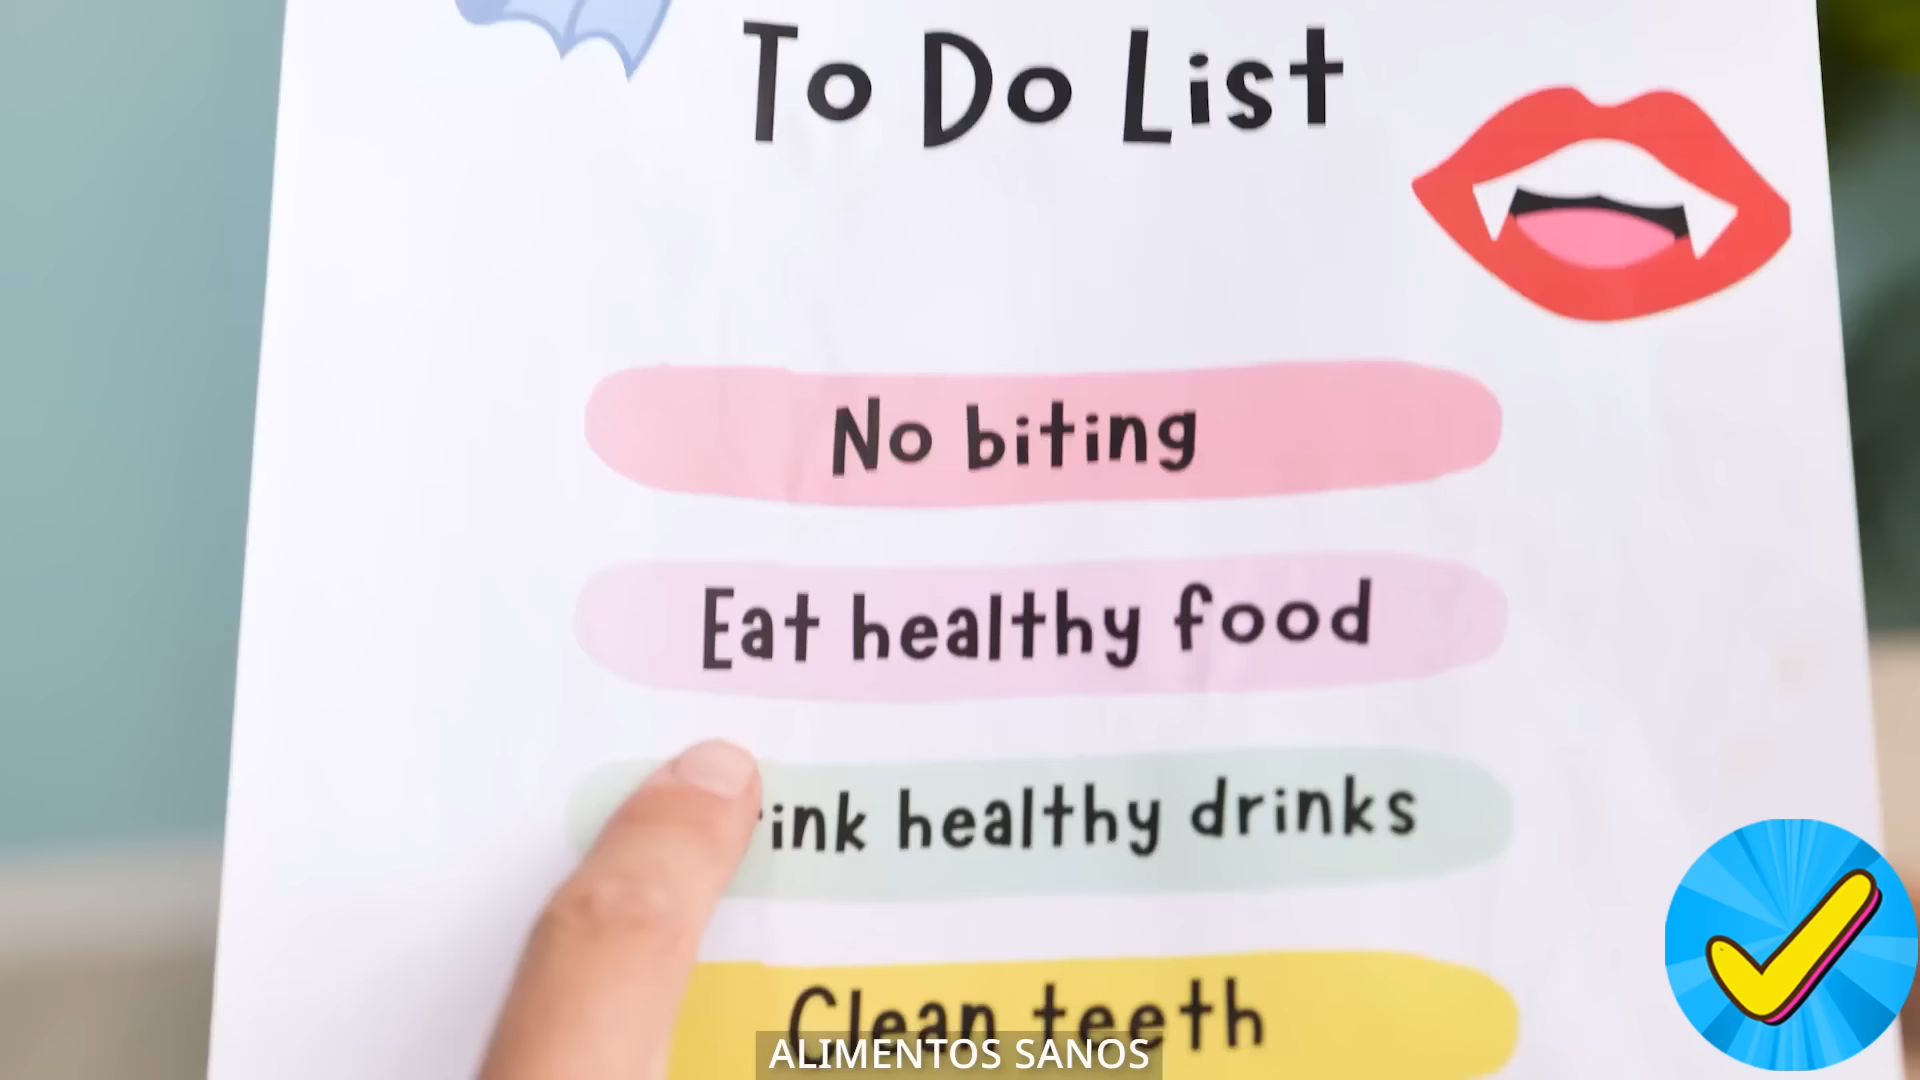 To Do List
No biting
Eat healthy food
ink healthy drinks
Clean teeth
ALIMENTOS SANOS